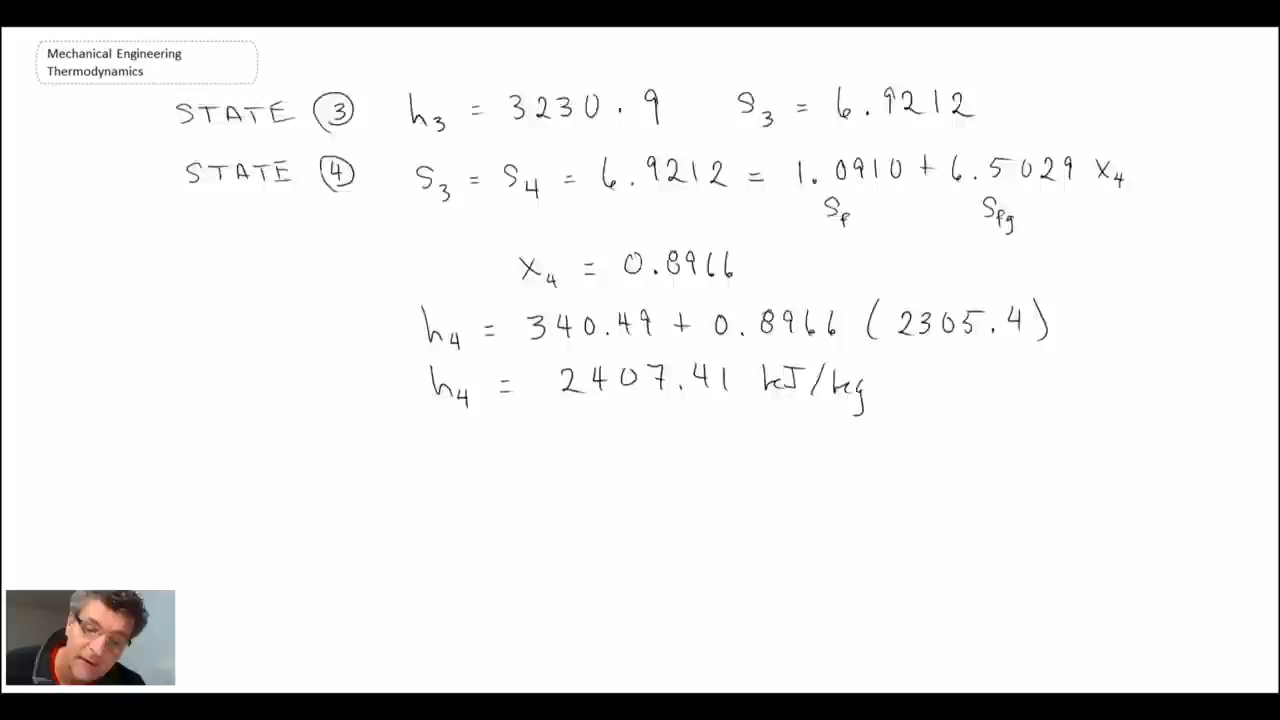 Mechanical Engineering
Thermodynamics
STATE ③ h₃ = 3230.9 S₃ = 6.9212
STATE ④ S₃ = S₄ = 6.9212 = 1.0910 + 6.5029 x₄
Sf Sfg
x₄ = 0.8966
h₄ = 340.49 + 0.8966 (2305.4)
h₄ = 2407.41 kJ/kg